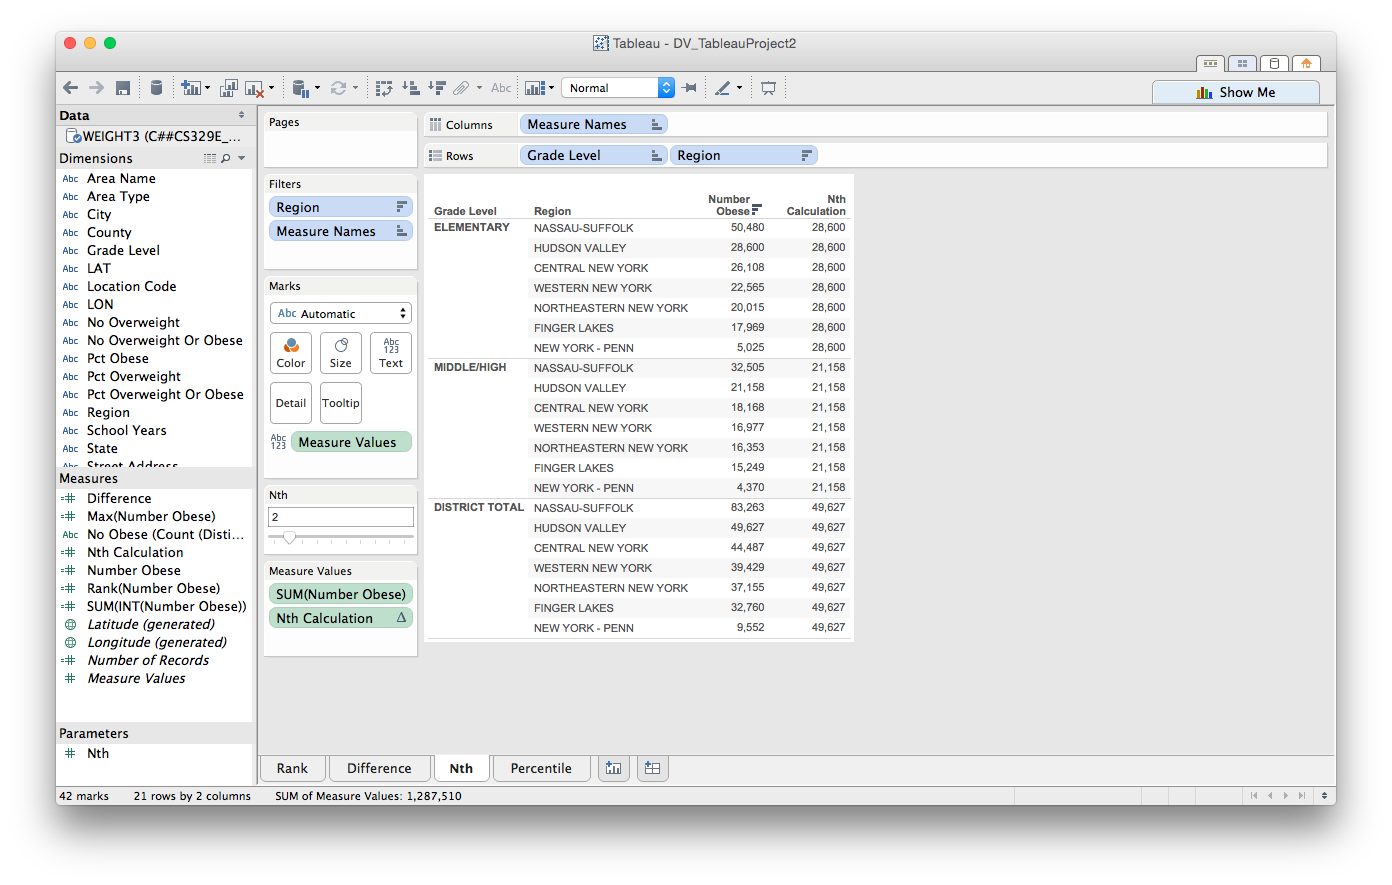 Tableau - DV_TableauProject2
Abc
Normal
Show Me
Data
WEIGHT3 (C##CS329E_...
Dimensions
Abc Area Name
Abc Area Type
Abc City
Abc County
Abc Grade Level
Abc LAT
Abc Location Code
Abc LON
Abc No Overweight
Abc No Overweight Or Obese
Abc Pct Obese
Abc Pct Overweight
Abc Pct Overweight Or Obese
Abc Region
Abc School Years
Abc State
Abc Street Address
Measures
Difference
Max(Number Obese)
Abc No Obese (Count (Disti...
Nth Calculation
Number Obese
Rank(Number Obese)
SUM(INT(Number Obese))
Latitude (generated)
Longitude (generated)
Number of Records
Measure Values
Parameters
Nth
Pages
Filters
Region
Measure Names
Marks
Abc Automatic
Color
Size
Abc
123
Text
Detail
Tooltip
Abc
123
Measure Values
Nth
2
Measure Values
SUM(Number Obese)
Nth Calculation Δ
Columns Measure Names
Rows Grade Level Region
Grade Level Region Number Obese Nth Calculation
ELEMENTARY NASSAU-SUFFOLK 50,480 28,600
HUDSON VALLEY 28,600 28,600
CENTRAL NEW YORK 26,108 28,600
WESTERN NEW YORK 22,565 28,600
NORTHEASTERN NEW YORK 20,015 28,600
FINGER LAKES 17,969 28,600
NEW YORK - PENN 5,025 28,600
MIDDLE/HIGH NASSAU-SUFFOLK 32,505 21,158
HUDSON VALLEY 21,158 21,158
CENTRAL NEW YORK 18,168 21,158
WESTERN NEW YORK 16,977 21,158
NORTHEASTERN NEW YORK 16,353 21,158
FINGER LAKES 15,249 21,158
NEW YORK - PENN 4,370 21,158
DISTRICT TOTAL NASSAU-SUFFOLK 83,263 49,627
HUDSON VALLEY 49,627 49,627
CENTRAL NEW YORK 44,487 49,627
WESTERN NEW YORK 39,429 49,627
NORTHEASTERN NEW YORK 37,155 49,627
FINGER LAKES 32,760 49,627
NEW YORK - PENN 9,552 49,627
Rank Difference Nth Percentile
42 marks 21 rows by 2 columns SUM of Measure Values: 1,287,510